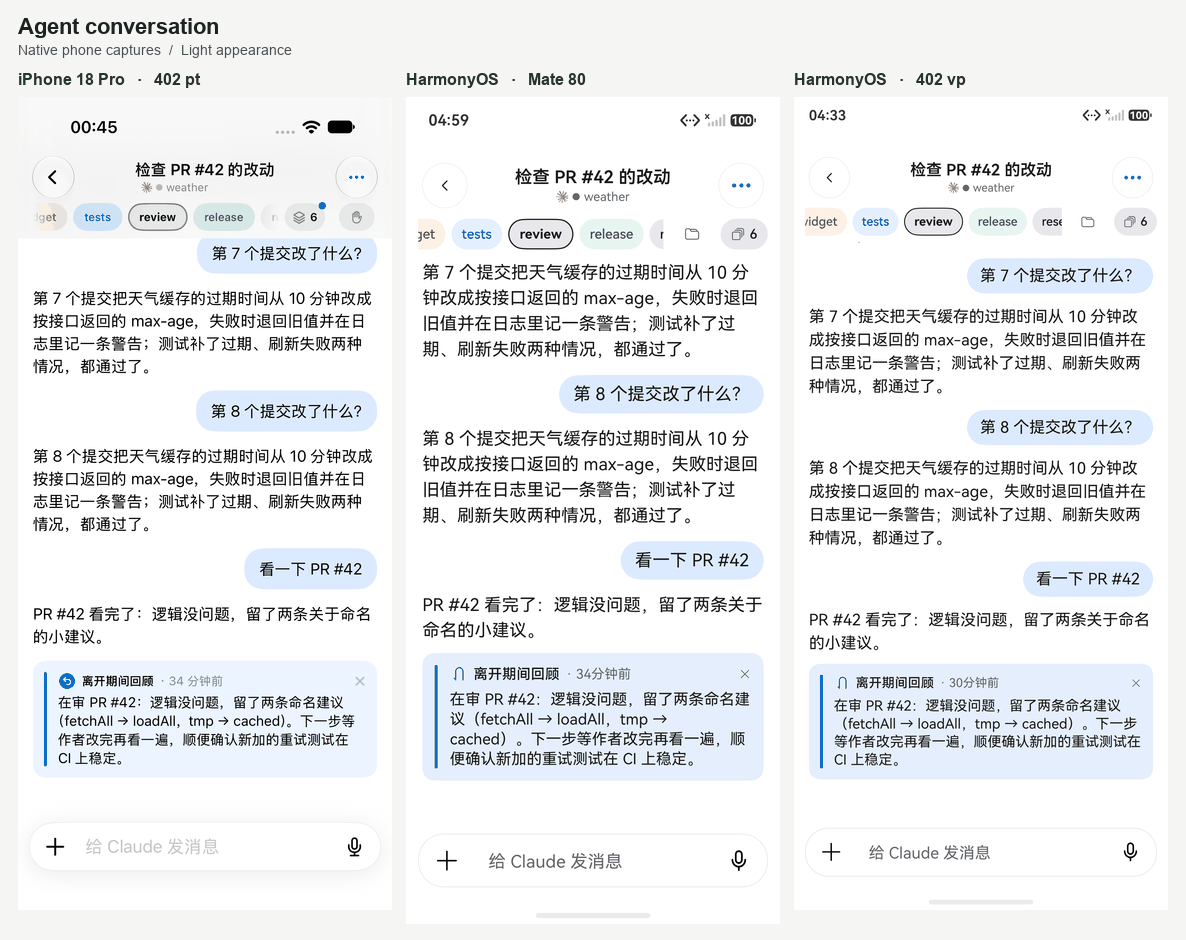 Agent conversation
Native phone captures / Light appearance
iPhone 18 Pro · 402 pt
00:45
检查 PR #42 的改动
weather
tests
review
release
6
第 7 个提交改了什么?
第 7 个提交把天气缓存的过期时间从 10 分钟改成
按接口返回的 max-age，失败时退回旧值并在日
志里记一条警告；测试补了过期、刷新失败两种
情况，都通过了。
第 8 个提交改了什么?
第 8 个提交把天气缓存的过期时间从 10 分钟改成
按接口返回的 max-age，失败时退回旧值并在日
志里记一条警告；测试补了过期、刷新失败两种
情况，都通过了。
看一下 PR #42
PR #42 看完了：逻辑没问题，留了两条关于命名
的小建议。
离开期间回顾 · 34 分钟前
在审 PR #42：逻辑没问题，留了两条命名建议
（fetchAll → loadAll，tmp → cached）。下一步等
作者改完再看一遍，顺便确认新加的重试测试在
CI 上稳定。
给 Claude 发消息
HarmonyOS · Mate 80
04:59
100
检查 PR #42 的改动
weather
get
tests
review
release
6
第 7 个提交把天气缓存的过期时间从 10 分
钟改成按接口返回的 max-age，失败时退回
旧值并在日志里记一条警告；测试补了过
期、刷新失败两种情况，都通过了。
第 8 个提交改了什么?
第 8 个提交把天气缓存的过期时间从 10 分
钟改成按接口返回的 max-age，失败时退回
旧值并在日志里记一条警告；测试补了过
期、刷新失败两种情况，都通过了。
看一下 PR #42
PR #42 看完了：逻辑没问题，留了两条关于
命名的小建议。
离开期间回顾 · 34分钟前
在审 PR #42：逻辑没问题，留了两条命名建
议（fetchAll → loadAll，tmp →
cached）。下一步等作者改完再看一遍，顺
便确认新加的重试测试在 CI 上稳定。
给 Claude 发消息
HarmonyOS · 402 vp
04:33
100
检查 PR #42 的改动
weather
vidget
tests
review
release
rese
6
第 7 个提交改了什么?
第 7 个提交把天气缓存的过期时间从 10 分钟改
成按接口返回的 max-age，失败时退回旧值并在
日志里记一条警告；测试补了过期、刷新失败两
种情况，都通过了。
第 8 个提交改了什么?
第 8 个提交把天气缓存的过期时间从 10 分钟改
成按接口返回的 max-age，失败时退回旧值并在
日志里记一条警告；测试补了过期、刷新失败两
种情况，都通过了。
看一下 PR #42
PR #42 看完了：逻辑没问题，留了两条关于命名
的小建议。
离开期间回顾 · 30分钟前
在审 PR #42：逻辑没问题，留了两条命名建议
（fetchAll → loadAll，tmp → cached）。下一步
等作者改完再看一遍，顺便确认新加的重试测试在
CI 上稳定。
给 Claude 发消息